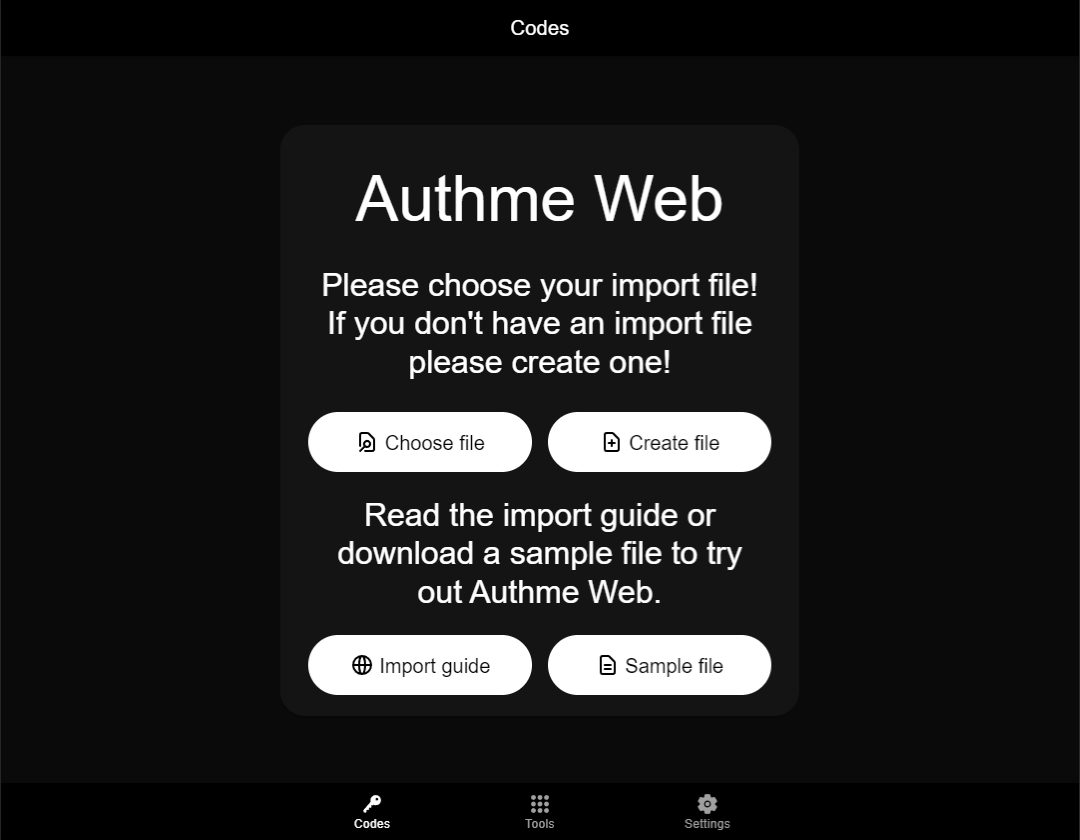 Codes
Authme Web
Please choose your import file!
If you don't have an import file
please create one!
Choose file
Create file
Read the import guide or
download a sample file to try
out Authme Web.
Import guide
Sample file
Codes
Tools
Settings